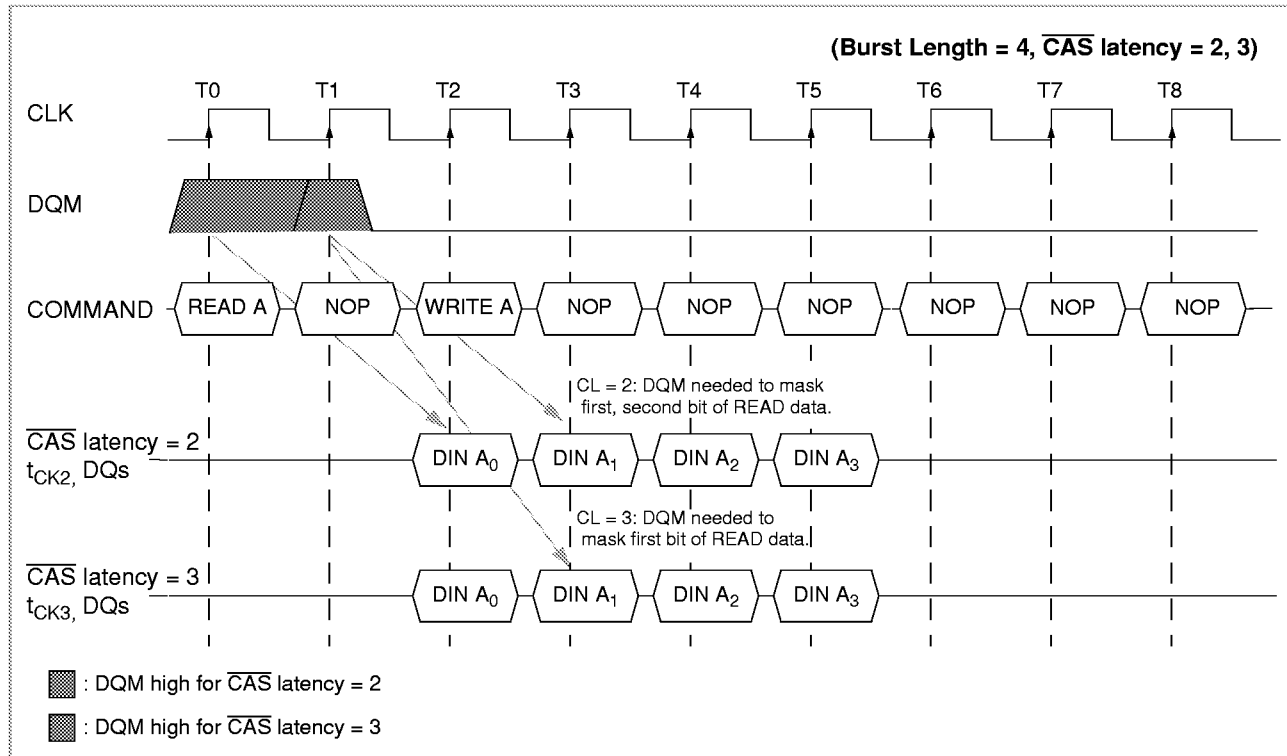 (Burst Length = 4, CAS latency = 2, 3)
T0 T1 T2 T3 T4 T5 T6 T7 T8
CLK
DQM
COMMAND READ A NOP WRITE A NOP NOP NOP NOP NOP NOP
CL = 2: DQM needed to mask
first, second bit of READ data.
CAS latency = 2
tCK2, DQs
DIN A0 DIN A1 DIN A2 DIN A3
CL = 3: DQM needed to
mask first bit of READ data.
CAS latency = 3
tCK3, DQs
DIN A0 DIN A1 DIN A2 DIN A3
: DQM high for CAS latency = 2
: DQM high for CAS latency = 3